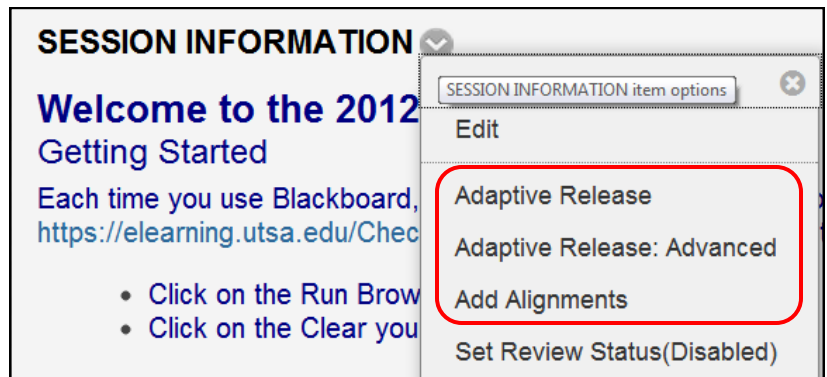 SESSION INFORMATION
Welcome to the 2012
Getting Started
Each time you use Blackboard,
https://elearning.utsa.edu/Chec
• Click on the Run Brow
• Click on the Clear you
SESSION INFORMATION item options
Edit
Adaptive Release
Adaptive Release: Advanced
Add Alignments
Set Review Status(Disabled)